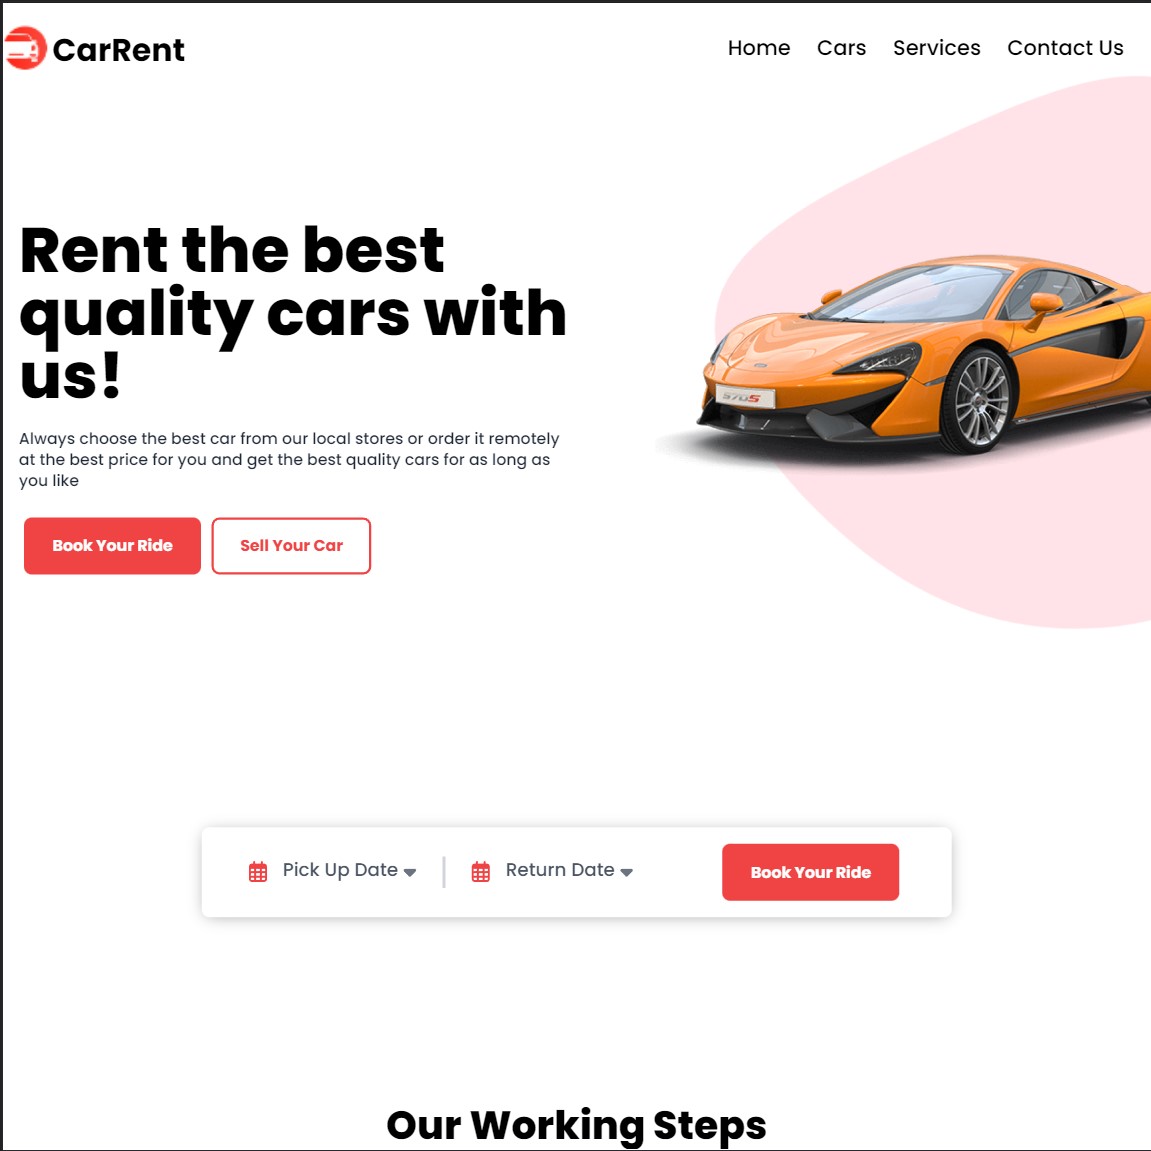 CarRent
Home Cars Services Contact Us
Rent the best
quality cars with
us!
Always choose the best car from our local stores or order it remotely
at the best price for you and get the best quality cars for as long as
you like
Book Your Ride Sell Your Car
570S
Pick Up Date Return Date Book Your Ride
Our Working Steps